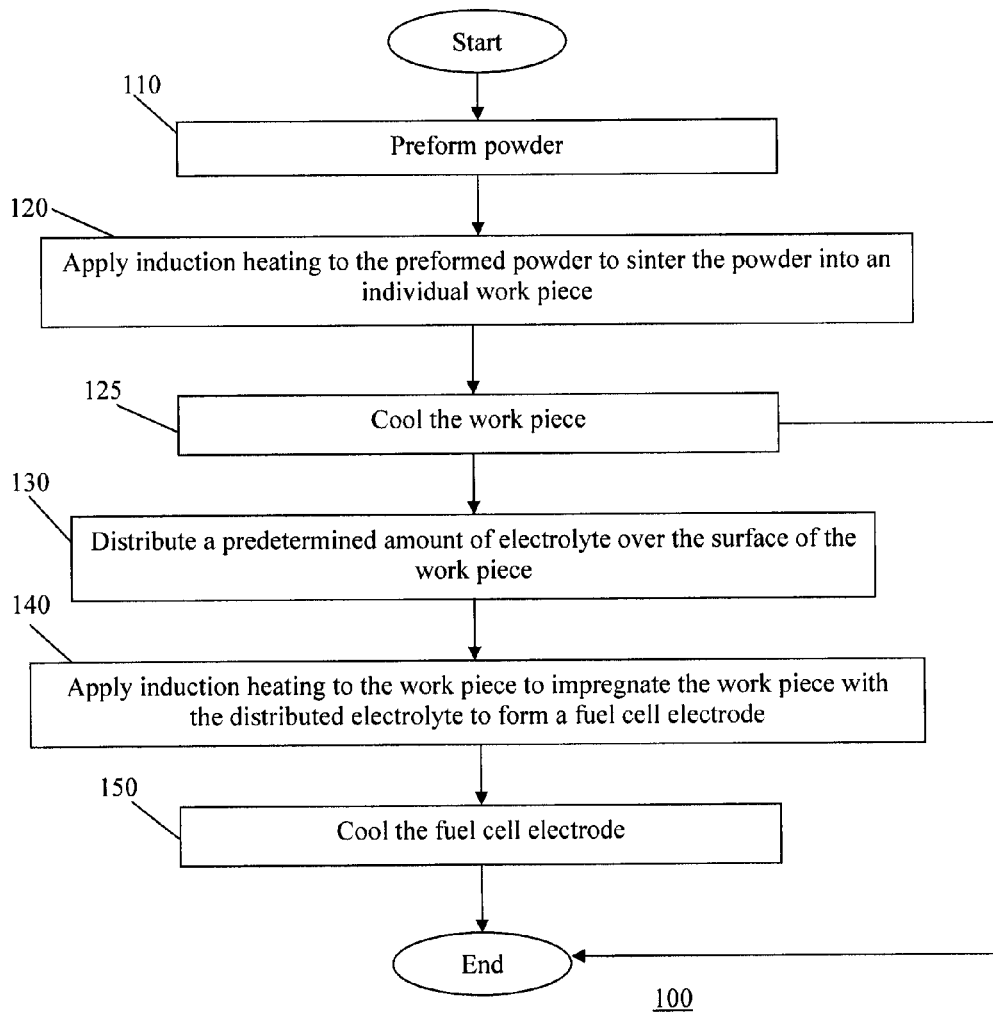 Start
110
Preform powder
120
Apply induction heating to the preformed powder to sinter the powder into an
individual work piece
125
Cool the work piece
130
Distribute a predetermined amount of electrolyte over the surface of the
work piece
140
Apply induction heating to the work piece to impregnate the work piece with
the distributed electrolyte to form a fuel cell electrode
150
Cool the fuel cell electrode
End
100